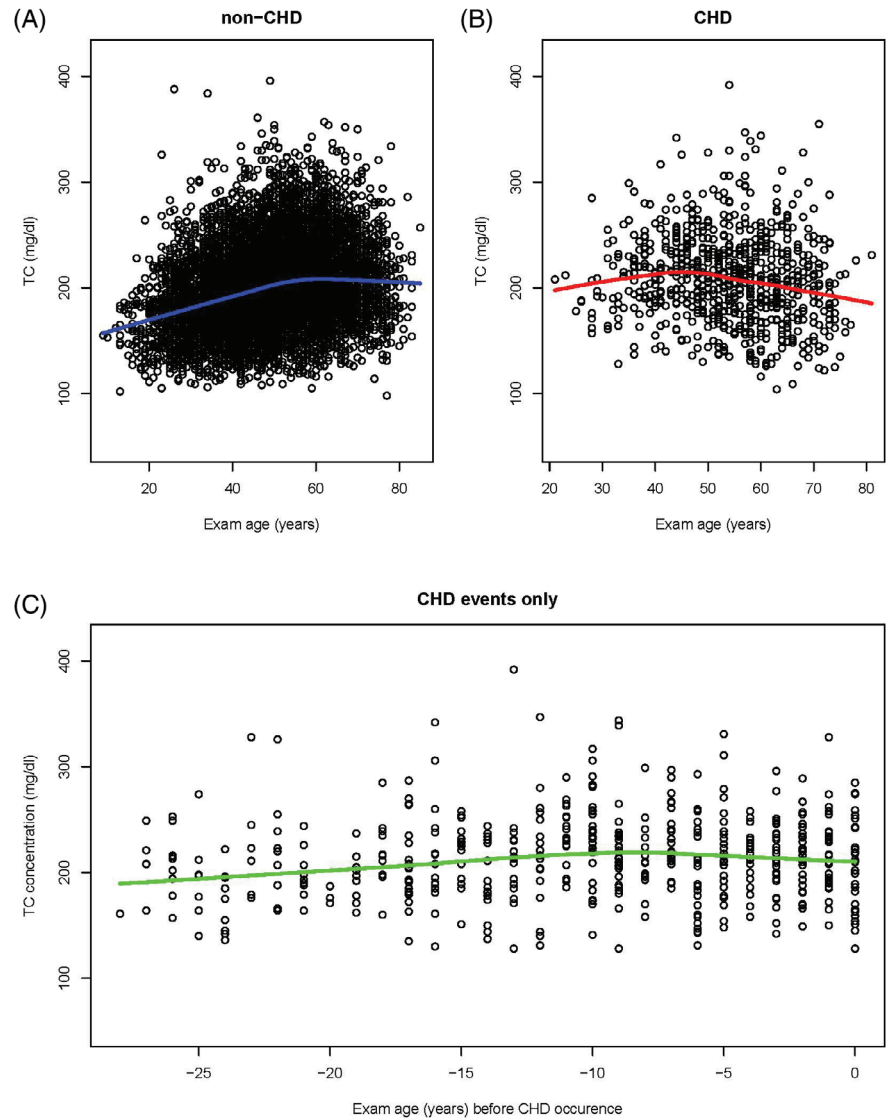 (A)
non−CHD
TC (mg/dl)
400
300
200
100
20
40
60
80
Exam age (years)
(B)
CHD
TC (mg/dl)
400
300
200
100
20
30
40
50
60
70
80
Exam age (years)
(C)
CHD events only
TC concentration (mg/dl)
400
300
200
100
−25
−20
−15
−10
−5
0
Exam age (years) before CHD occurence